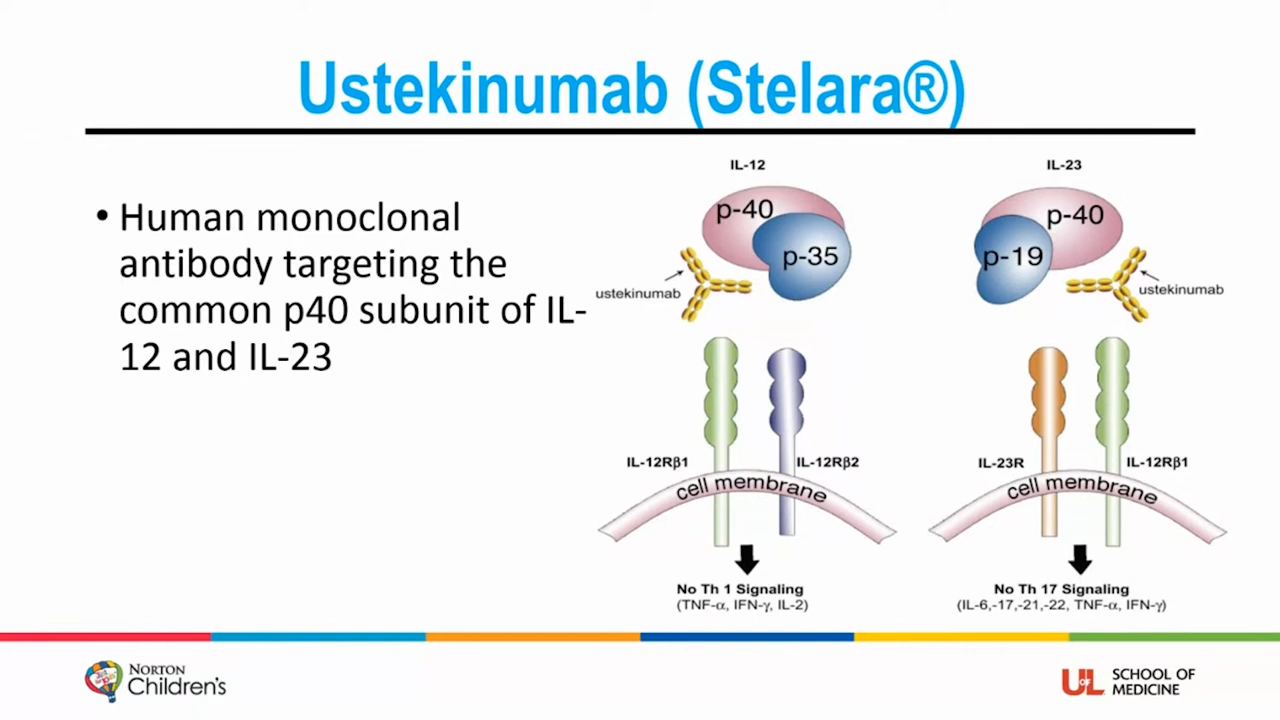 Ustekinumab (Stelara®)
• Human monoclonal
antibody targeting the
common p40 subunit of IL-
12 and IL-23
IL-12
p-40
p-35
ustekinumab
IL-12Rβ1
IL-12Rβ2
cell membrane
No Th 1 Signaling
(TNF-α, IFN-γ, IL-2)
IL-23
p-40
p-19
ustekinumab
IL-23R
IL-12Rβ1
cell membrane
No Th 17 Signaling
(IL-6,-17,-21,-22, TNF-α, IFN-γ)
NORTON
Children's
UofL
SCHOOL OF
MEDICINE